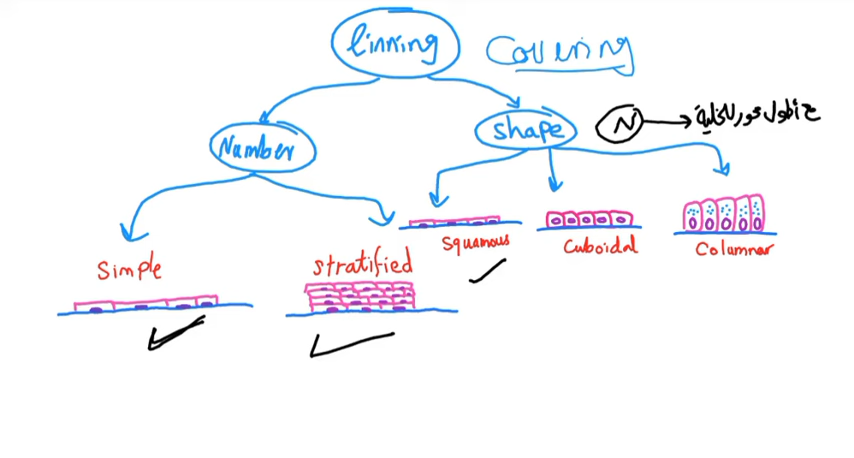 linning
Covering
Number
shape
N
ع أطول محور للخلية
Simple
stratified
Squamous
Cuboidal
Columnar